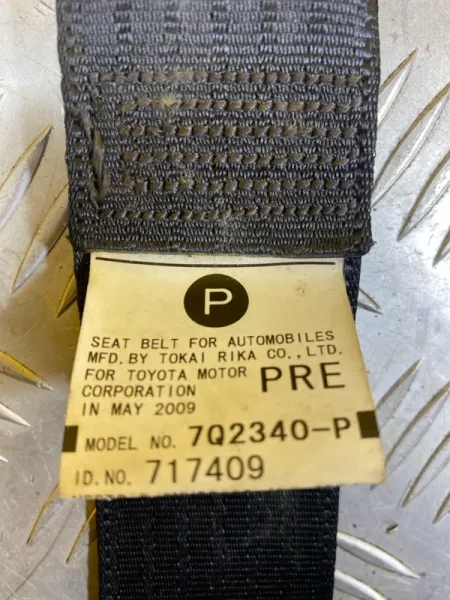 P
SEAT BELT FOR AUTOMOBILES
MFD. BY TOKAI RIKA CO., LTD.
FOR TOYOTA MOTOR PRE
CORPORATION
IN MAY 2009
MODEL NO. 7Q2340-P
ID. NO. 717409